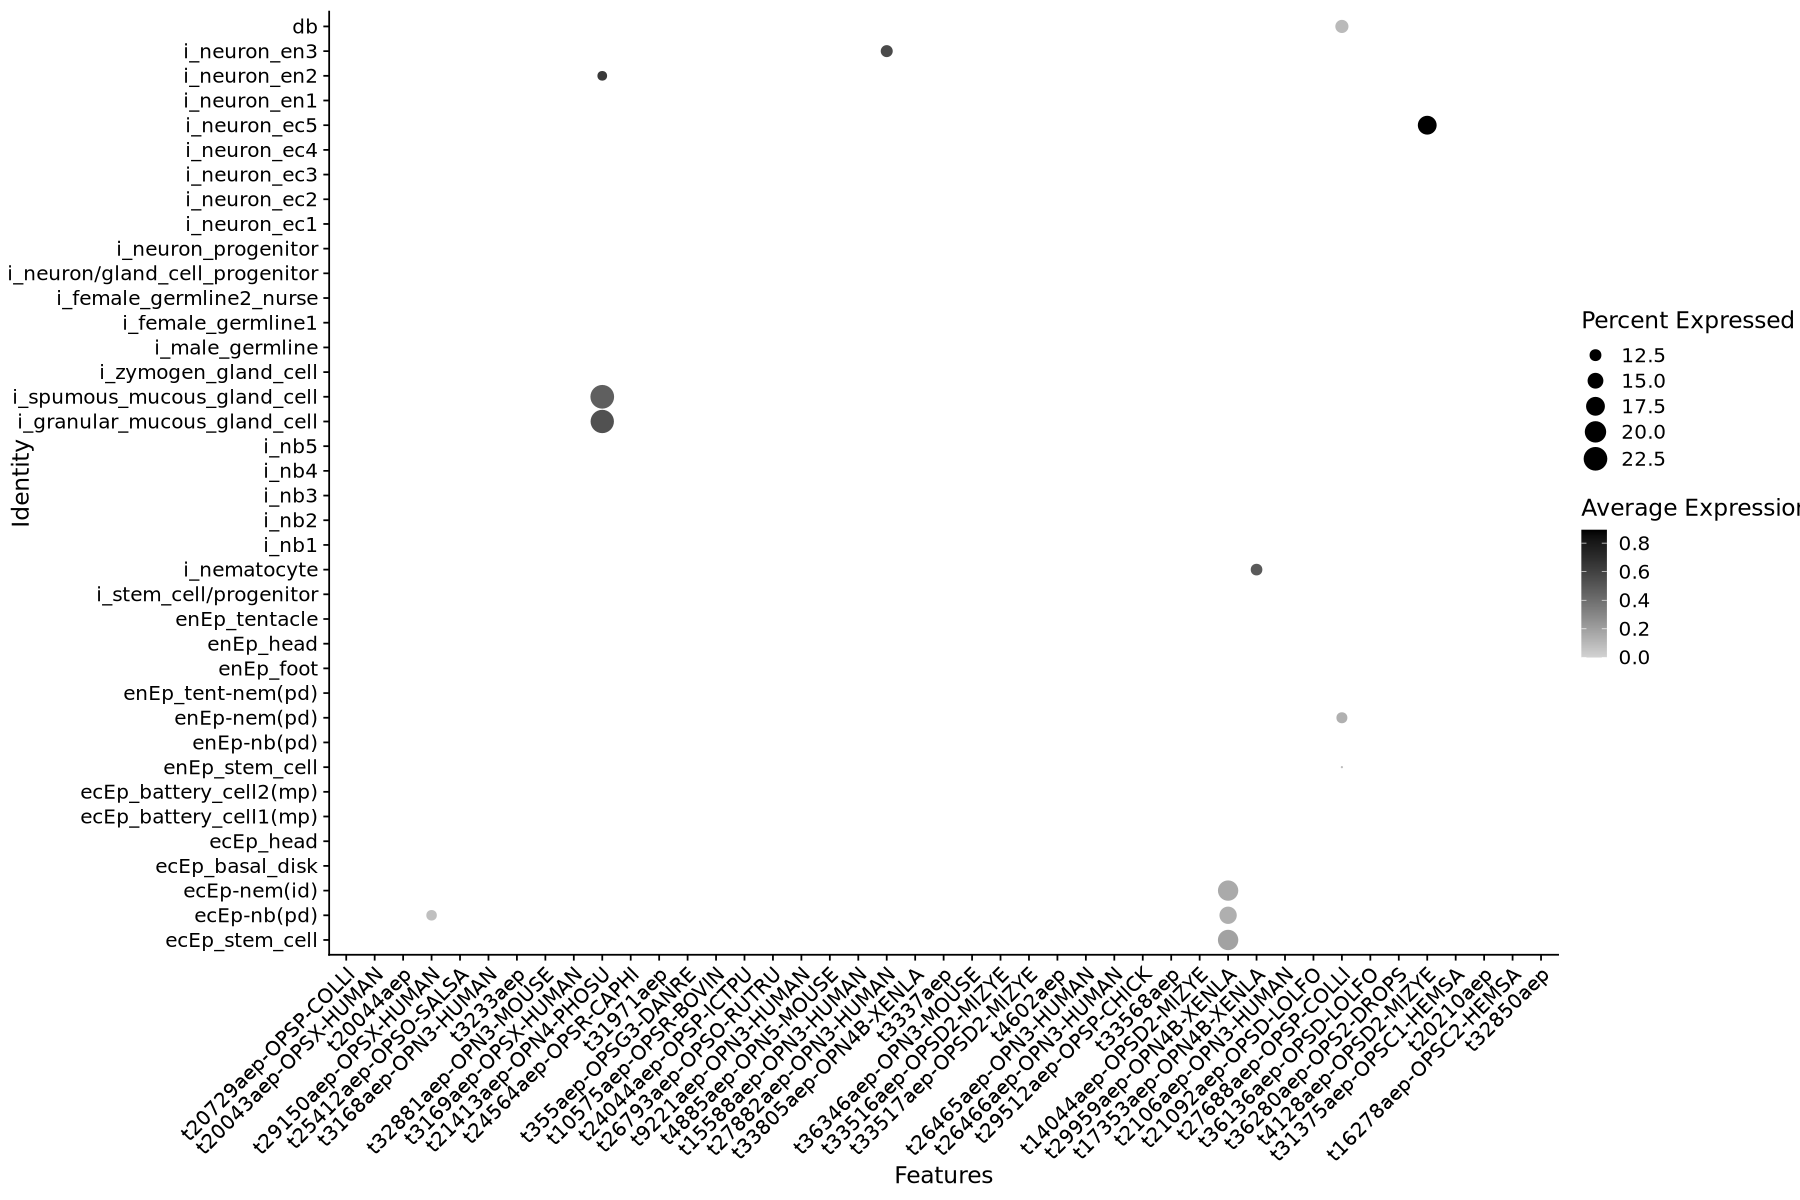 db
i_neuron_en3
i_neuron_en2
i_neuron_en1
i_neuron_ec5
i_neuron_ec4
i_neuron_ec3
i_neuron_ec2
i_neuron_ec1
i_neuron_progenitor
i_neuron/gland_cell_progenitor
i_female_germline2_nurse
i_female_germline1
i_male_germline
i_zymogen_gland_cell
i_spumous_mucous_gland_cell
i_granular_mucous_gland_cell
i_nb5
i_nb4
i_nb3
i_nb2
i_nb1
i_nematocyte
i_stem_cell/progenitor
enEp_tentacle
enEp_head
enEp_foot
enEp_tent-nem(pd)
enEp-nem(pd)
enEp-nb(pd)
enEp_stem_cell
ecEp_battery_cell2(mp)
ecEp_battery_cell1(mp)
ecEp_head
ecEp_basal_disk
ecEp-nem(id)
ecEp-nb(pd)
ecEp_stem_cell
Identity
t20729aep-OPSP-COLLI
t20043aep-OPSX-HUMAN
t20044aep
t29150aep-OPSX-HUMAN
t25412aep-OPSO-SALSA
t3168aep-OPN3-HUMAN
t3233aep
t32881aep-OPN3-MOUSE
t3169aep-OPSX-HUMAN
t21413aep-OPN4-PHOSU
t24564aep-OPSR-CAPHI
t31971aep
t355aep-OPSG3-DANRE
t10575aep-OPSR-BOVIN
t24044aep-OPSP-ICTPU
t26793aep-OPSO-RUTRU
t9221aep-OPN3-HUMAN
t4885aep-OPN5-MOUSE
t15588aep-OPN3-HUMAN
t27882aep-OPN3-HUMAN
t33805aep-OPN4B-XENLA
t3337aep
t36346aep-OPN3-MOUSE
t33516aep-OPSD2-MIZYE
t33517aep-OPSD2-MIZYE
t4602aep
t26465aep-OPN3-HUMAN
t26466aep-OPN3-HUMAN
t29512aep-OPSP-CHICK
t33568aep
t14044aep-OPSD2-MIZYE
t29959aep-OPN4B-XENLA
t17353aep-OPN4B-XENLA
t2106aep-OPN3-HUMAN
t21092aep-OPSD-LOLFO
t27688aep-OPSP-COLLI
t36136aep-OPSD-LOLFO
t36280aep-OPS2-DROPS
t4128aep-OPSD2-MIZYE
t31375aep-OPSC1-HEMSA
t20210aep
t16278aep-OPSC2-HEMSA
t32850aep
Features
Percent Expressed
12.5
15.0
17.5
20.0
22.5
Average Expression
0.8
0.6
0.4
0.2
0.0